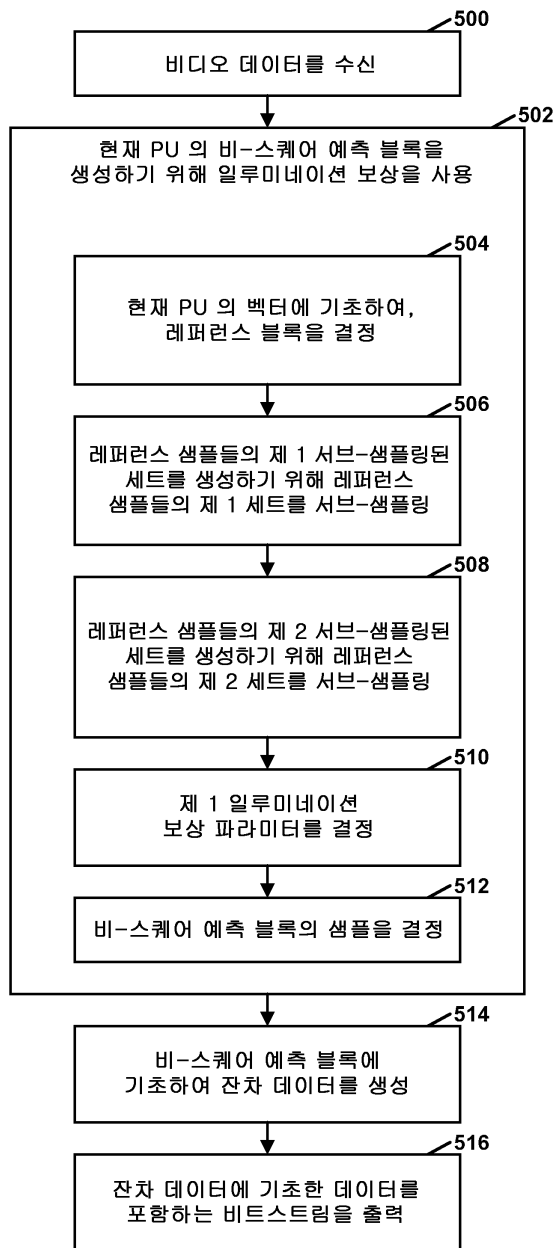 500
비디오 데이터를 수신
502
현재 PU 의 비-스퀘어 예측 블록을
생성하기 위해 일루미네이션 보상을 사용
504
현재 PU 의 벡터에 기초하여,
레퍼런스 블록을 결정
506
레퍼런스 샘플들의 제 1 서브-샘플링된
세트를 생성하기 위해 레퍼런스
샘플들의 제 1 세트를 서브-샘플링
508
레퍼런스 샘플들의 제 2 서브-샘플링된
세트를 생성하기 위해 레퍼런스
샘플들의 제 2 세트를 서브-샘플링
510
제 1 일루미네이션
보상 파라미터를 결정
512
비-스퀘어 예측 블록의 샘플을 결정
514
비-스퀘어 예측 블록에
기초하여 잔차 데이터를 생성
516
잔차 데이터에 기초한 데이터를
포함하는 비트스트림을 출력